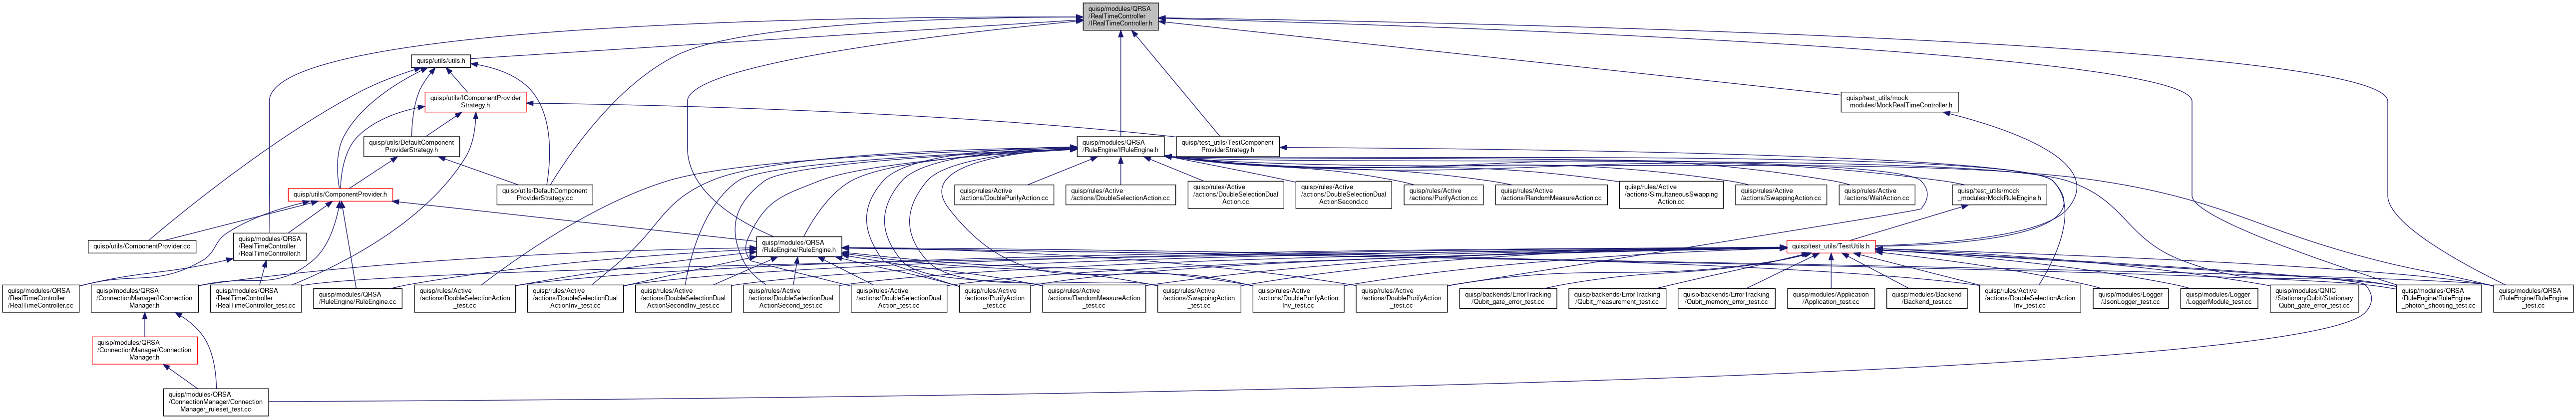 quisp/modules/QRSA
/RealTimeController
/IRealTimeController.h
quisp/utils/utils.h
quisp/utils/IComponentProvider
Strategy.h
quisp/test_utils/mock
_modules/MockRealTimeController.h
quisp/utils/DefaultComponent
ProviderStrategy.h
quisp/modules/QRSA
/RuleEngine/IRuleEngine.h
quisp/test_utils/TestComponent
ProviderStrategy.h
quisp/utils/ComponentProvider.h
quisp/utils/DefaultComponent
ProviderStrategy.cc
quisp/rules/Active
/actions/DoublePurifyAction.cc
quisp/rules/Active
/actions/DoubleSelectionAction.cc
quisp/rules/Active
/actions/DoubleSelectionDual
Action.cc
quisp/rules/Active
/actions/DoubleSelectionDual
ActionSecond.cc
quisp/rules/Active
/actions/PurifyAction.cc
quisp/rules/Active
/actions/RandomMeasureAction.cc
quisp/rules/Active
/actions/SimultaneousSwapping
Action.cc
quisp/rules/Active
/actions/SwappingAction.cc
quisp/rules/Active
/actions/WaitAction.cc
quisp/test_utils/mock
_modules/MockRuleEngine.h
quisp/utils/ComponentProvider.cc
quisp/modules/QRSA
/RealTimeController
/RealTimeController.h
quisp/modules/QRSA
/RuleEngine/RuleEngine.h
quisp/test_utils/TestUtils.h
quisp/modules/QRSA
/RealTimeController
/RealTimeController.cc
quisp/modules/QRSA
/ConnectionManager/IConnection
Manager.h
quisp/modules/QRSA
/RealTimeController
/RealTimeController_test.cc
quisp/modules/QRSA
/RuleEngine/RuleEngine.cc
quisp/rules/Active
/actions/DoubleSelectionAction
_test.cc
quisp/rules/Active
/actions/DoubleSelectionDual
ActionInv_test.cc
quisp/rules/Active
/actions/DoubleSelectionDual
ActionSecondInv_test.cc
quisp/rules/Active
/actions/DoubleSelectionDual
ActionSecond_test.cc
quisp/rules/Active
/actions/DoubleSelectionDual
Action_test.cc
quisp/rules/Active
/actions/PurifyAction
_test.cc
quisp/rules/Active
/actions/RandomMeasureAction
_test.cc
quisp/rules/Active
/actions/SwappingAction
_test.cc
quisp/rules/Active
/actions/DoublePurifyAction
Inv_test.cc
quisp/rules/Active
/actions/DoublePurifyAction
_test.cc
quisp/backends/ErrorTracking
/Qubit_gate_error_test.cc
quisp/backends/ErrorTracking
/Qubit_measurement_test.cc
quisp/backends/ErrorTracking
/Qubit_memory_error_test.cc
quisp/modules/Application
/Application_test.cc
quisp/modules/Backend
/Backend_test.cc
quisp/rules/Active
/actions/DoubleSelectionAction
Inv_test.cc
quisp/modules/Logger
/JsonLogger_test.cc
quisp/modules/Logger
/LoggerModule_test.cc
quisp/modules/QNIC
/StationaryQubit/Stationary
Qubit_gate_error_test.cc
quisp/modules/QRSA
/RuleEngine/RuleEngine
_photon_shooting_test.cc
quisp/modules/QRSA
/RuleEngine/RuleEngine
_test.cc
quisp/modules/QRSA
/ConnectionManager/Connection
Manager.h
quisp/modules/QRSA
/ConnectionManager/Connection
Manager_ruleset_test.cc